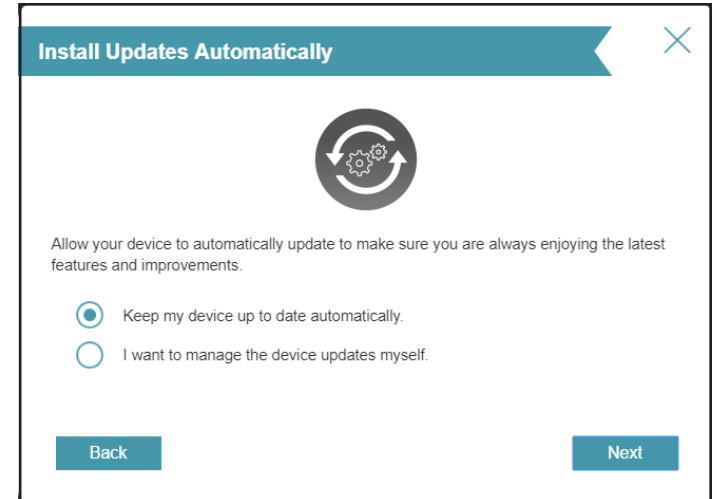 Install Updates Automatically
Allow your device to automatically update to make sure you are always enjoying the latest
features and improvements.
Keep my device up to date automatically.
I want to manage the device updates myself.
Back
Next